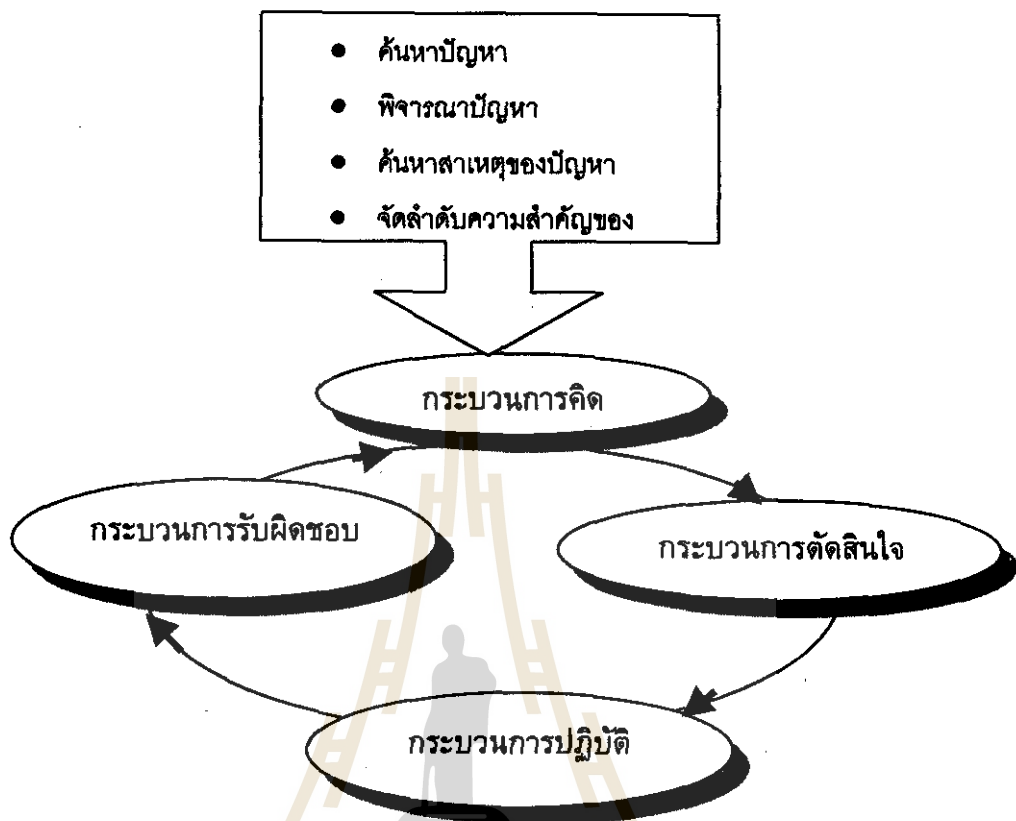 ● ค้นหาปัญหา
● พิจารณาปัญหา
● ค้นหาสาเหตุของปัญหา
● จัดลำดับความสำคัญของ
กระบวนการคิด
กระบวนการรับผิดชอบ
กระบวนการตัดสินใจ
กระบวนการปฏิบัติ